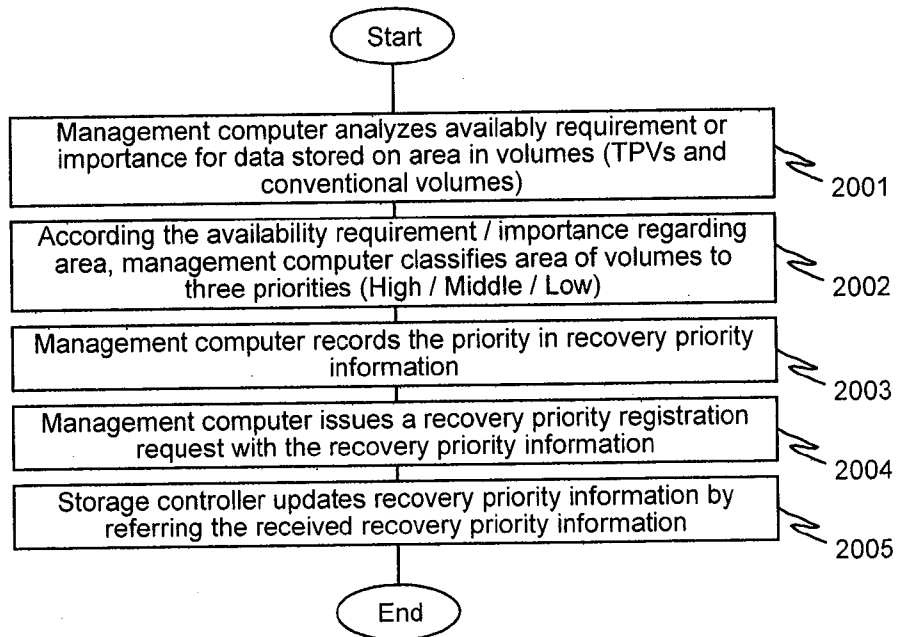 Start
Management computer analyzes availably requirement or
importance for data stored on area in volumes (TPVs and
conventional volumes)
2001
According the availability requirement / importance regarding
area, management computer classifies area of volumes to
three priorities (High / Middle / Low)
2002
Management computer records the priority in recovery priority
information
2003
Management computer issues a recovery priority registration
request with the recovery priority information
2004
Storage controller updates recovery priority information by
referring the received recovery priority information
2005
End